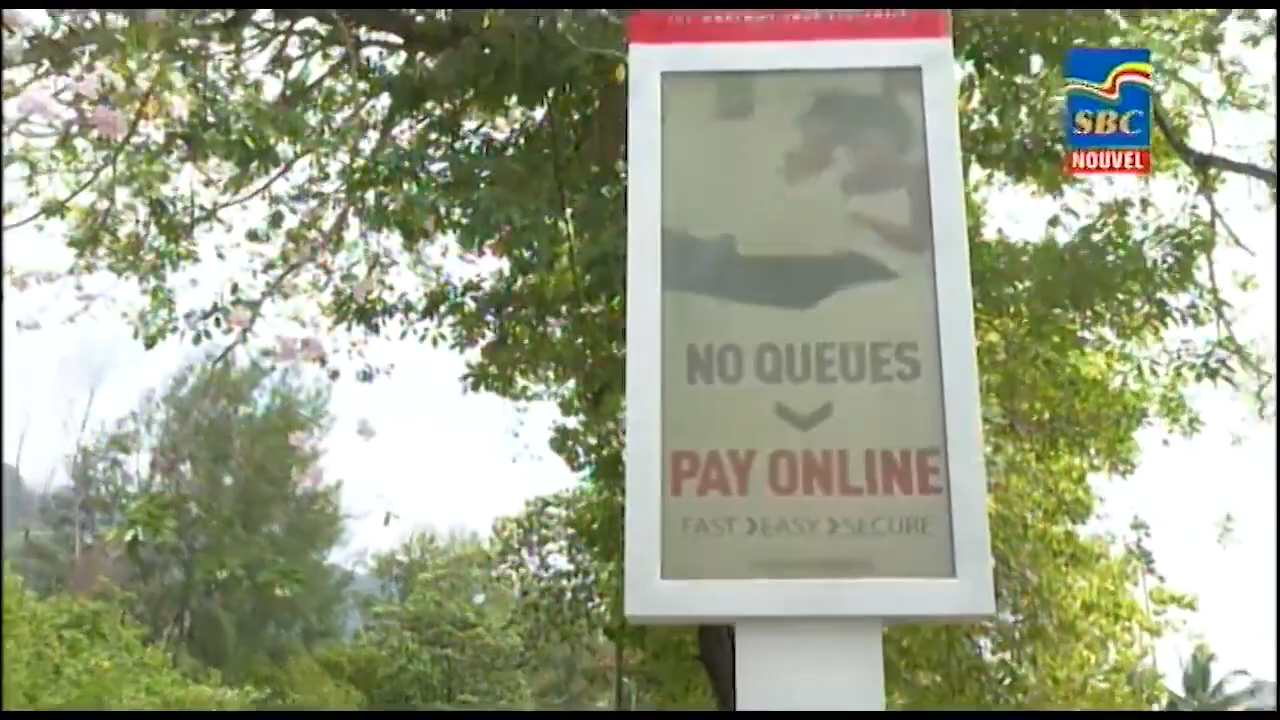 SBC
NOUVEL
NO QUEUES
PAY ONLINE
FAST > EASY > SECURE